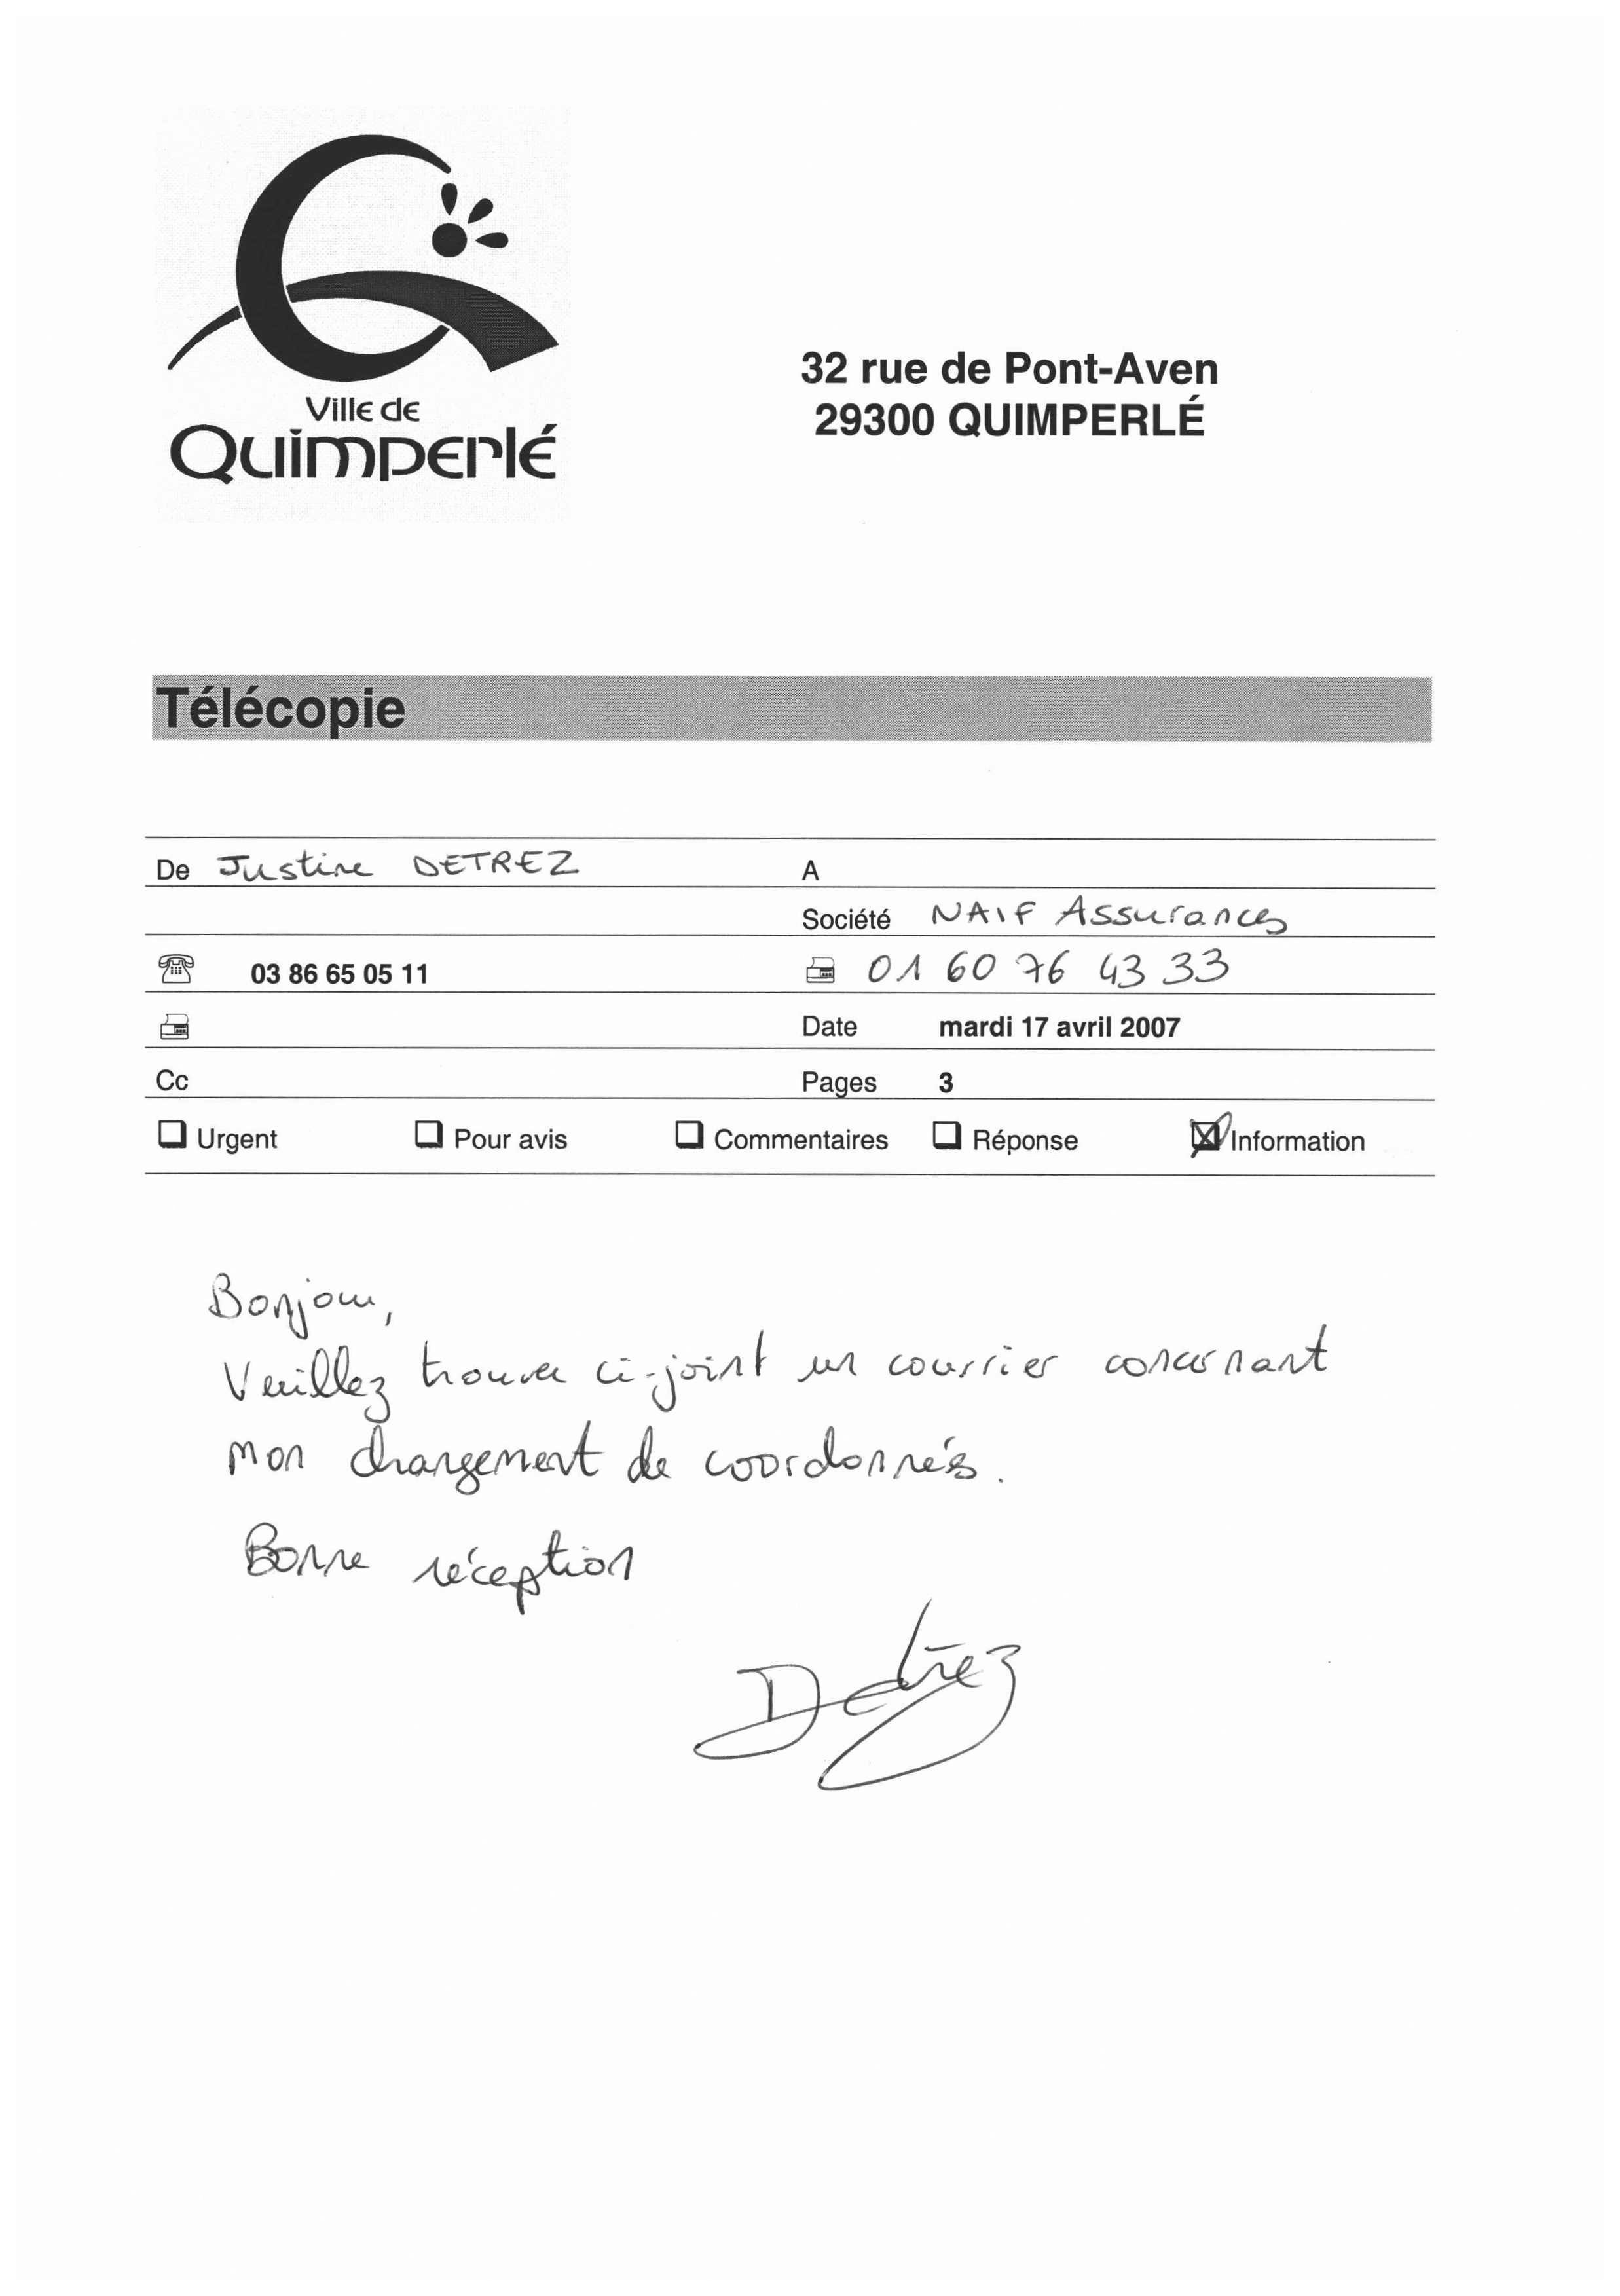 Ville de
Quimperlé
32 rue de Pont-Aven
29300 QUIMPERLÉ
Télécopie
De Justine DETREZ A
Société NAIF Assurances
03 86 65 05 11 01 60 76 43 33
Date mardi 17 avril 2007
Cc Pages 3
Urgent Pour avis Commentaires Réponse Information
Bonjour,
Veuillez trouver ci-joint un courrier concernant
mon changement de coordonnés.
Bonne réception
Detrez